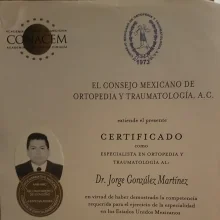 CONACEM
1973
EL CONSEJO MEXICANO DE
ORTOPEDIA Y TRAUMATOLOGÍA, A.C.
extiende el presente
CERTIFICADO
como
ESPECIALISTA EN ORTOPEDIA Y
TRAUMATOLOGÍA AL:
Dr. Jorge González Martínez
en virtud de haber demostrado la competencia
requerida para el ejercicio de la especialidad
en los Estados Unidos Mexicanos